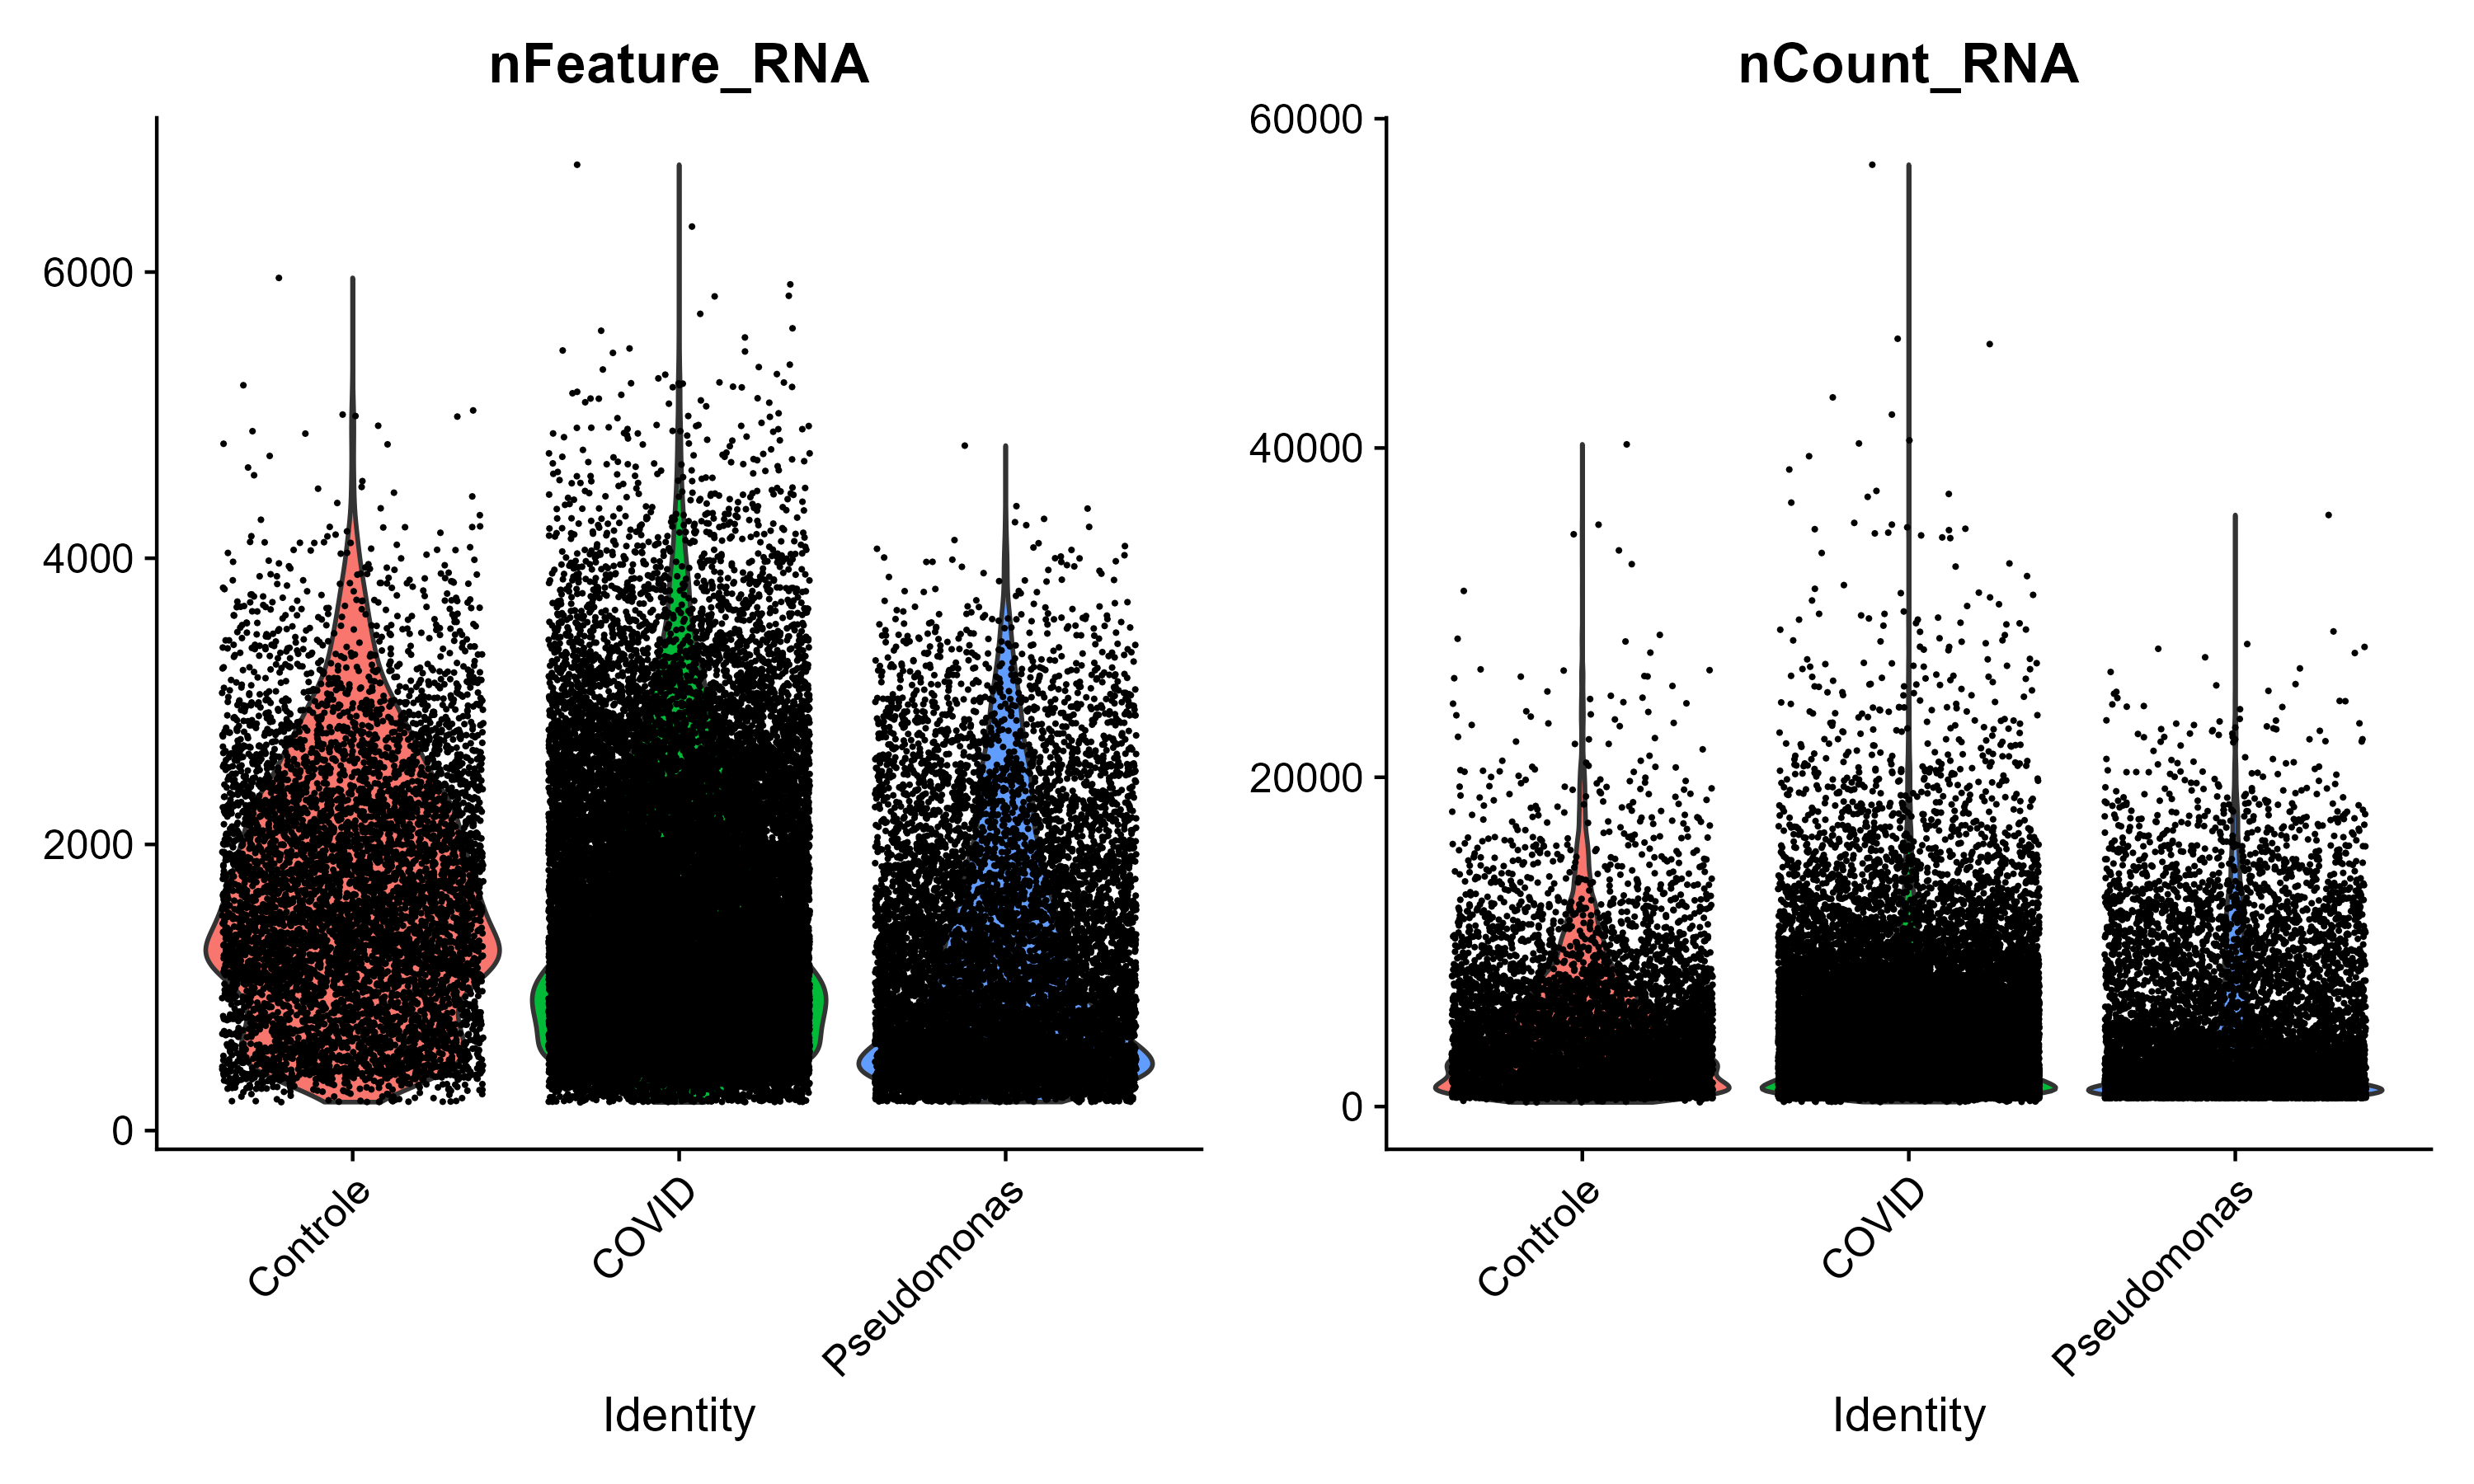 nFeature_RNA
6000
4000
2000
0
Controle
COVID
Pseudomonas
Identity
nCount_RNA
60000
40000
20000
0
Controle
COVID
Pseudomonas
Identity